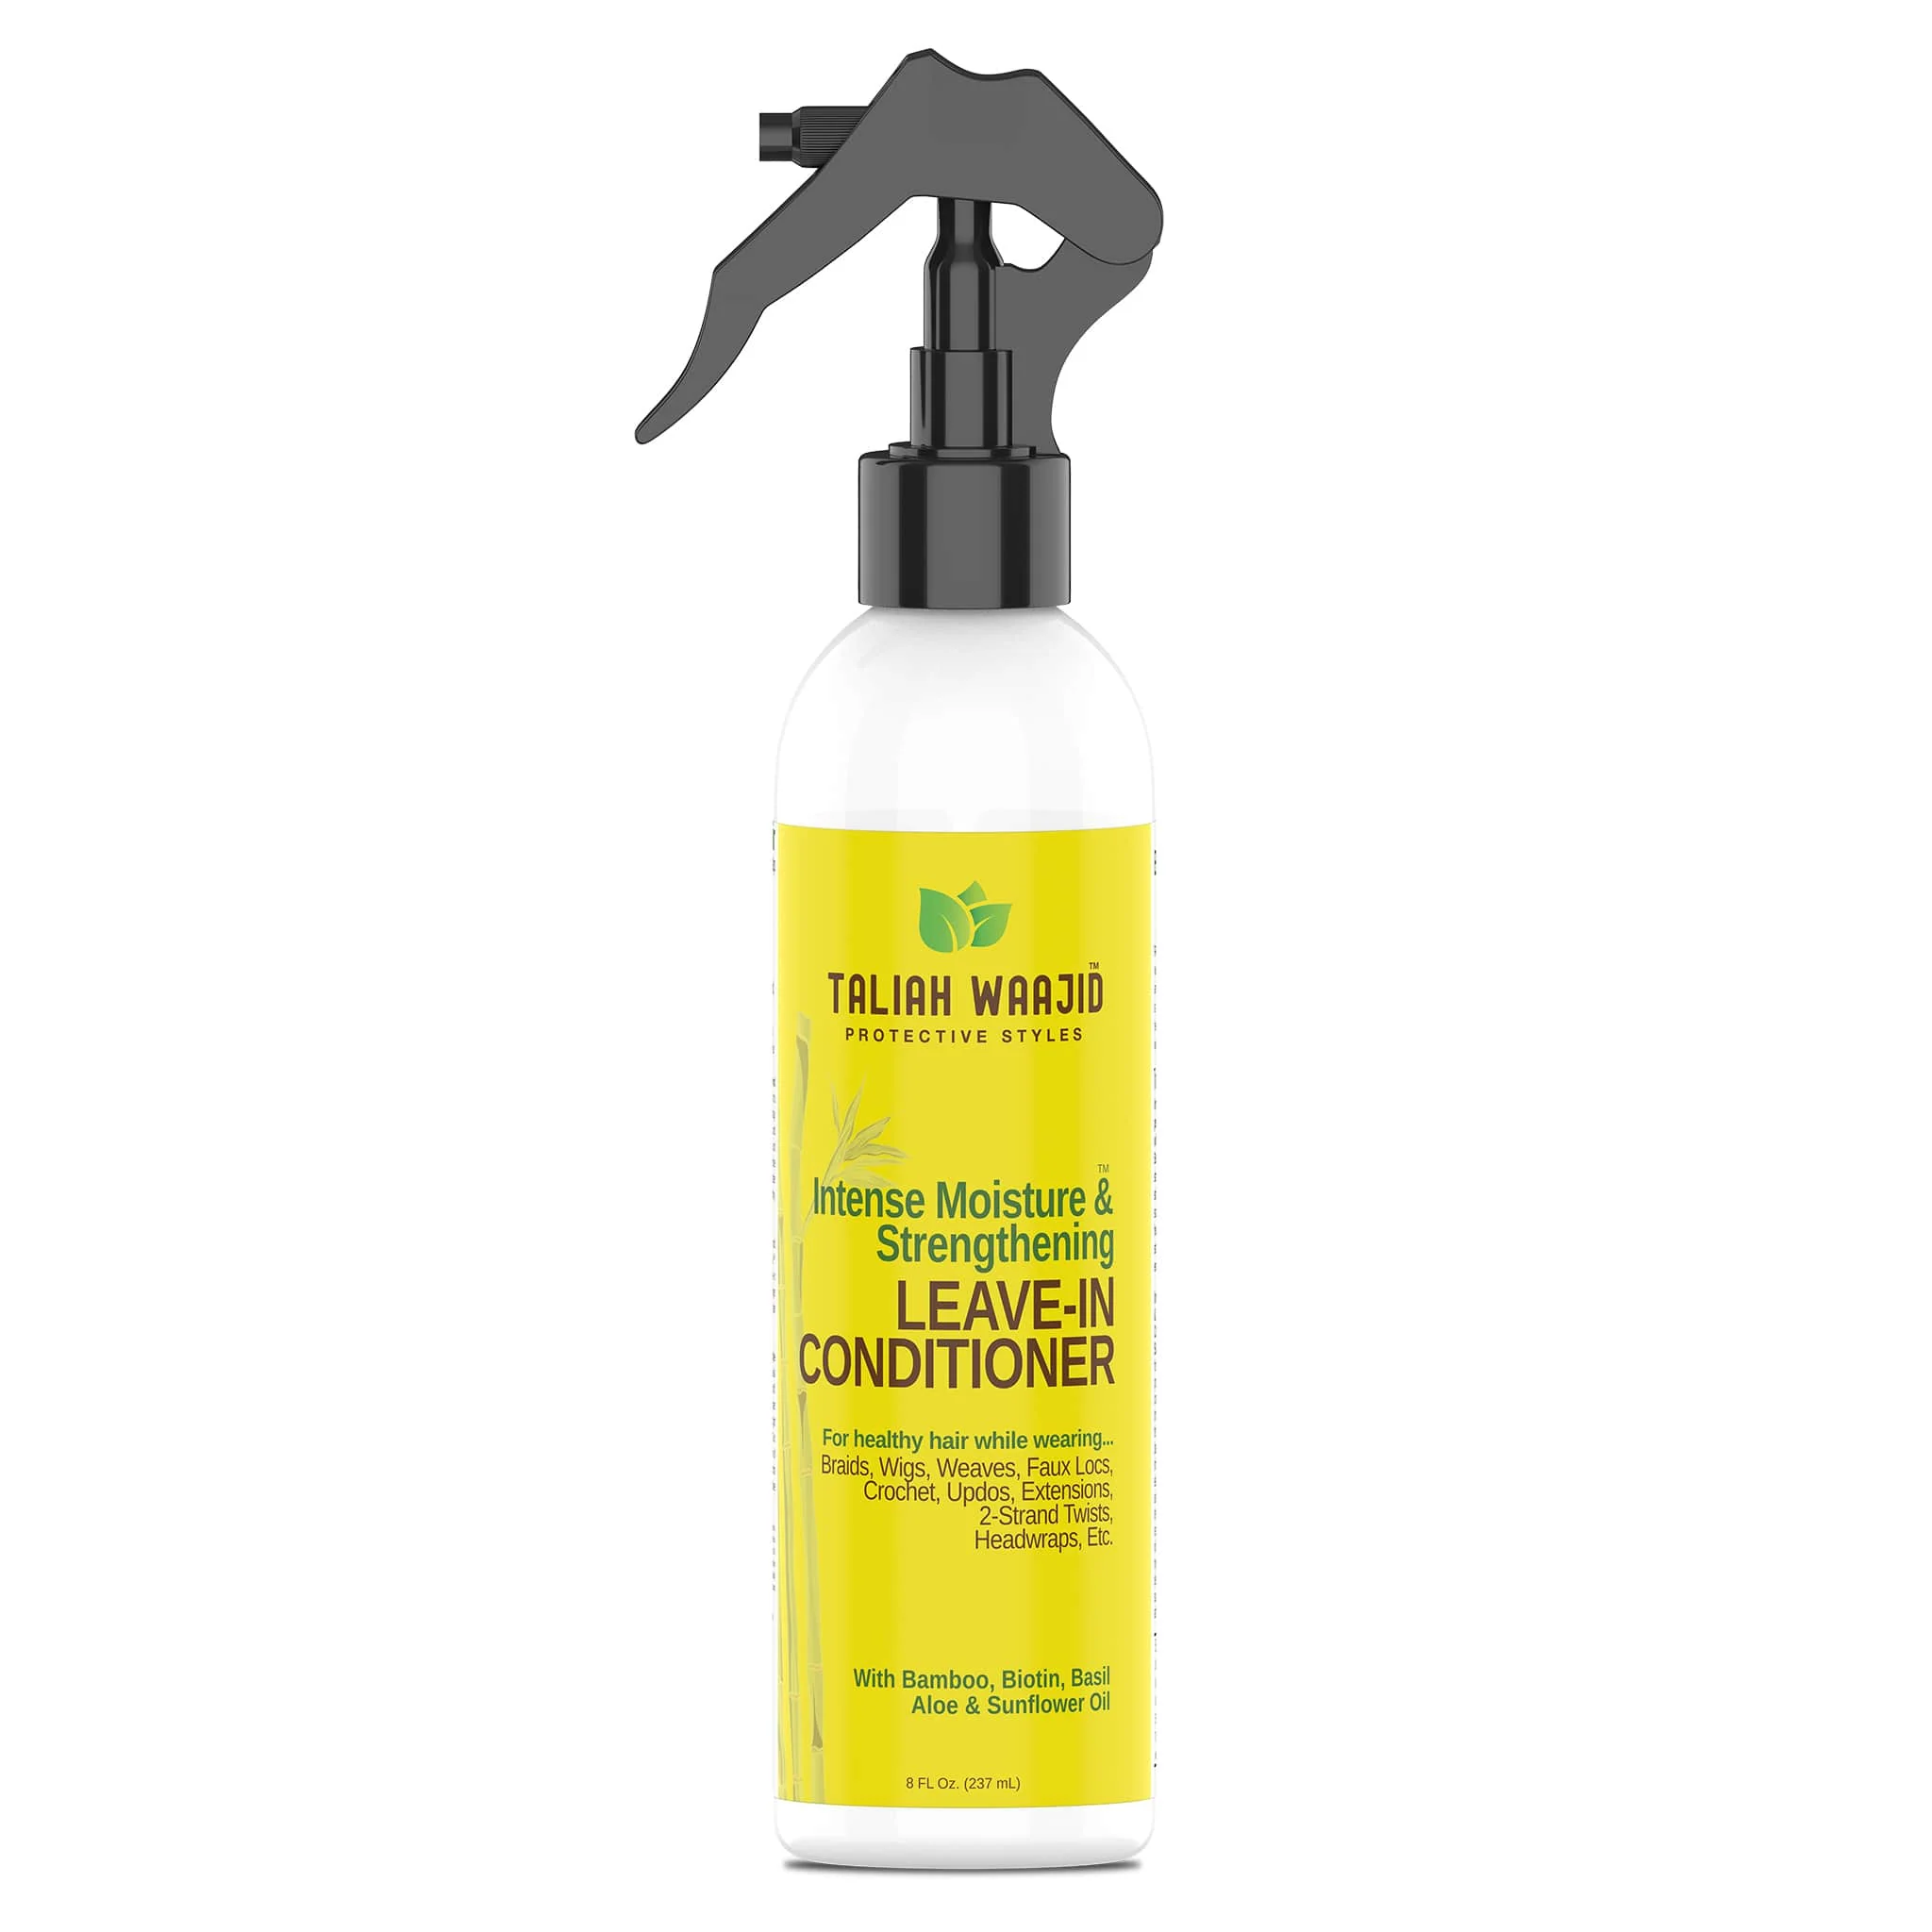 TALIAH WAAJID™
PROTECTIVE STYLES
Intense Moisture &™
Strengthening
LEAVE-IN
CONDITIONER
For healthy hair while wearing...
Braids, Wigs, Weaves, Faux Locs,
Crochet, Updos, Extensions,
2-Strand Twists,
Headwraps, Etc.
With Bamboo, Biotin, Basil
Aloe & Sunflower Oil
8 FL Oz. (237 mL)